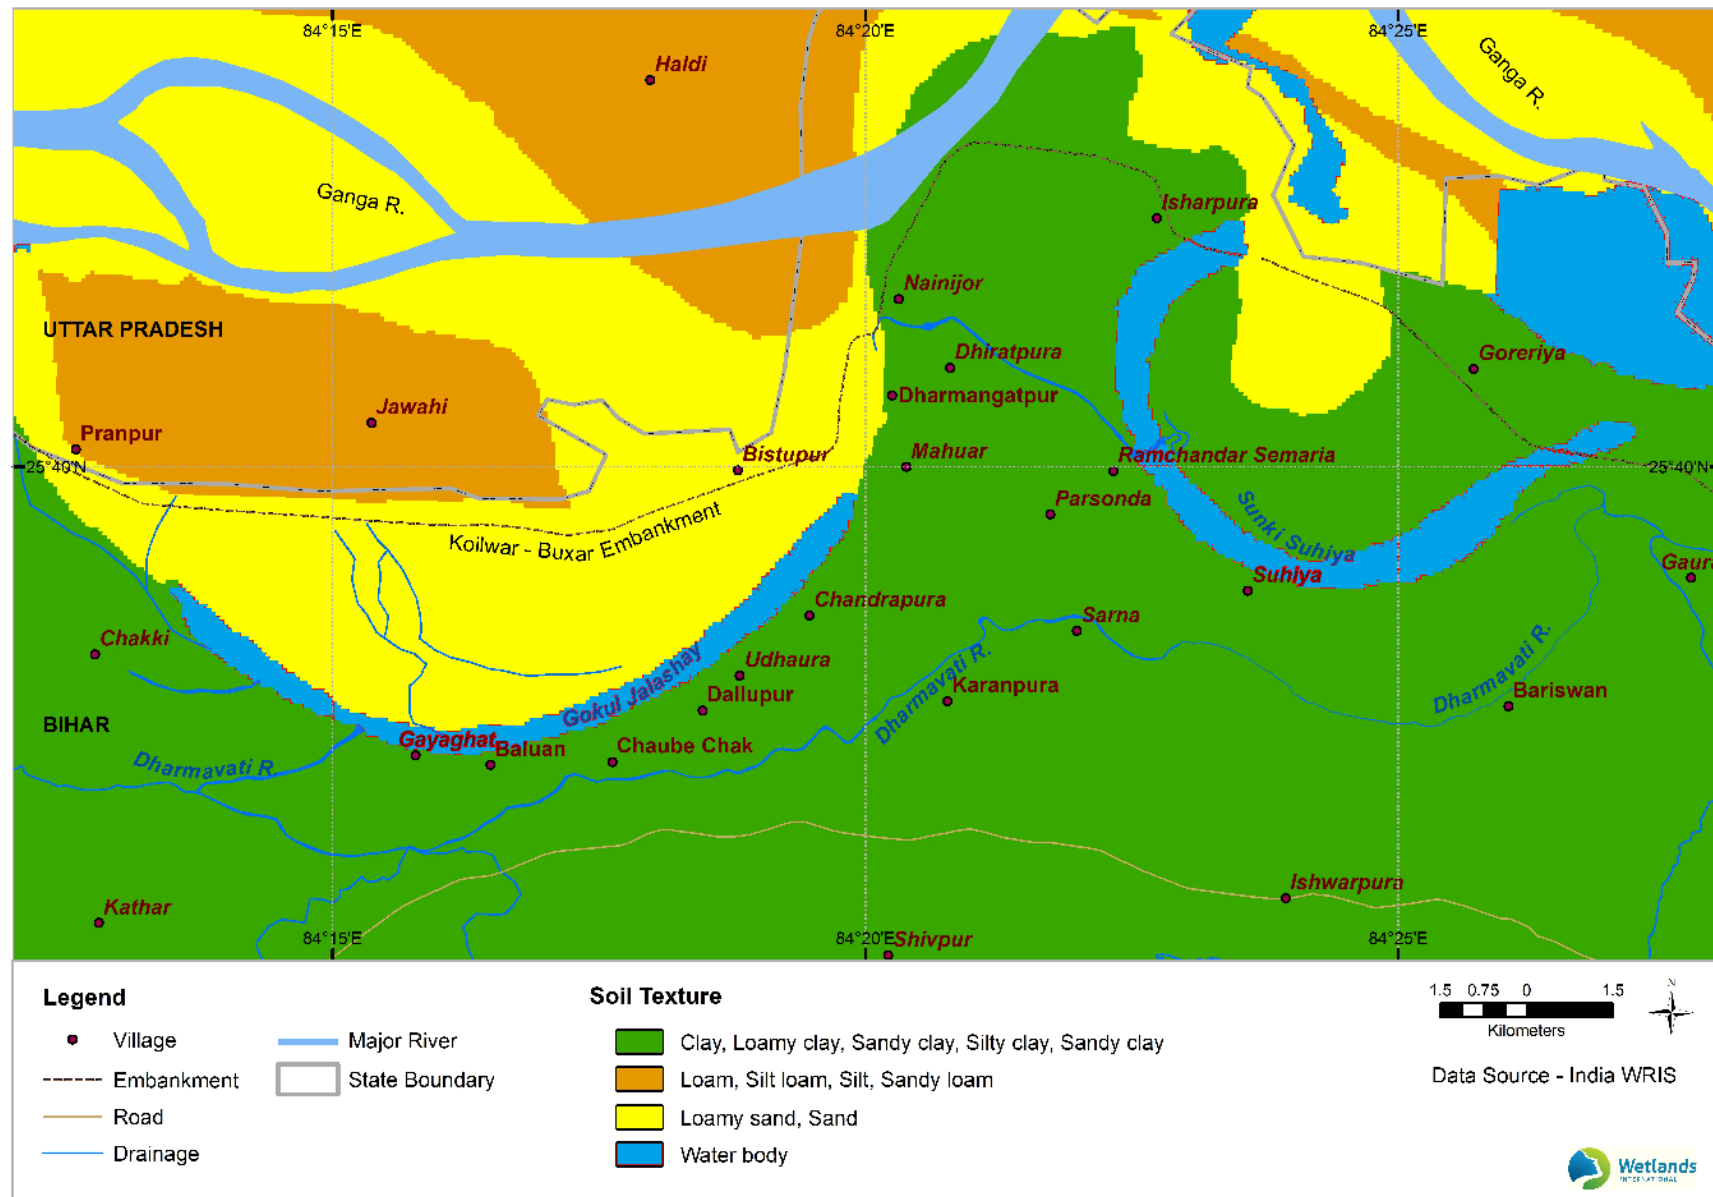 84°15'E
84°20'E
84°25'E
Haldi
Ganga R.
Ganga R.
Isharpura
Nainijor
UTTAR PRADESH
Dhiratpura
Goreriya
Dharmangatpur
Jawahi
Pranpur
Bistupur
Mahuar
Ramchandar Semaria
25°40'N
25°40'N
Parsonda
Koilwar - Buxar Embankment
Sunki Suhiya
Suhiya
Gaura
Chandrapura
Sarna
Chakki
Udhaura
Gokul Jalashay
Dharmavati R.
Dharmavati R.
Karanpura
Bariswan
Dallupur
BIHAR
Gayaghat
Baluan
Chaube Chak
Dharmavati R.
Ishwarpura
Kathar
84°15'E
84°20'E
84°25'E
Shivpur
Legend
Village
Embankment
Road
Drainage
Major River
State Boundary
Soil Texture
Clay, Loamy clay, Sandy clay, Silty clay, Sandy clay
Loam, Silt loam, Silt, Sandy loam
Loamy sand, Sand
Water body
1.5 0.75 0 1.5
Kilometers
N
Data Source - India WRIS
Wetlands
INTERNATIONAL